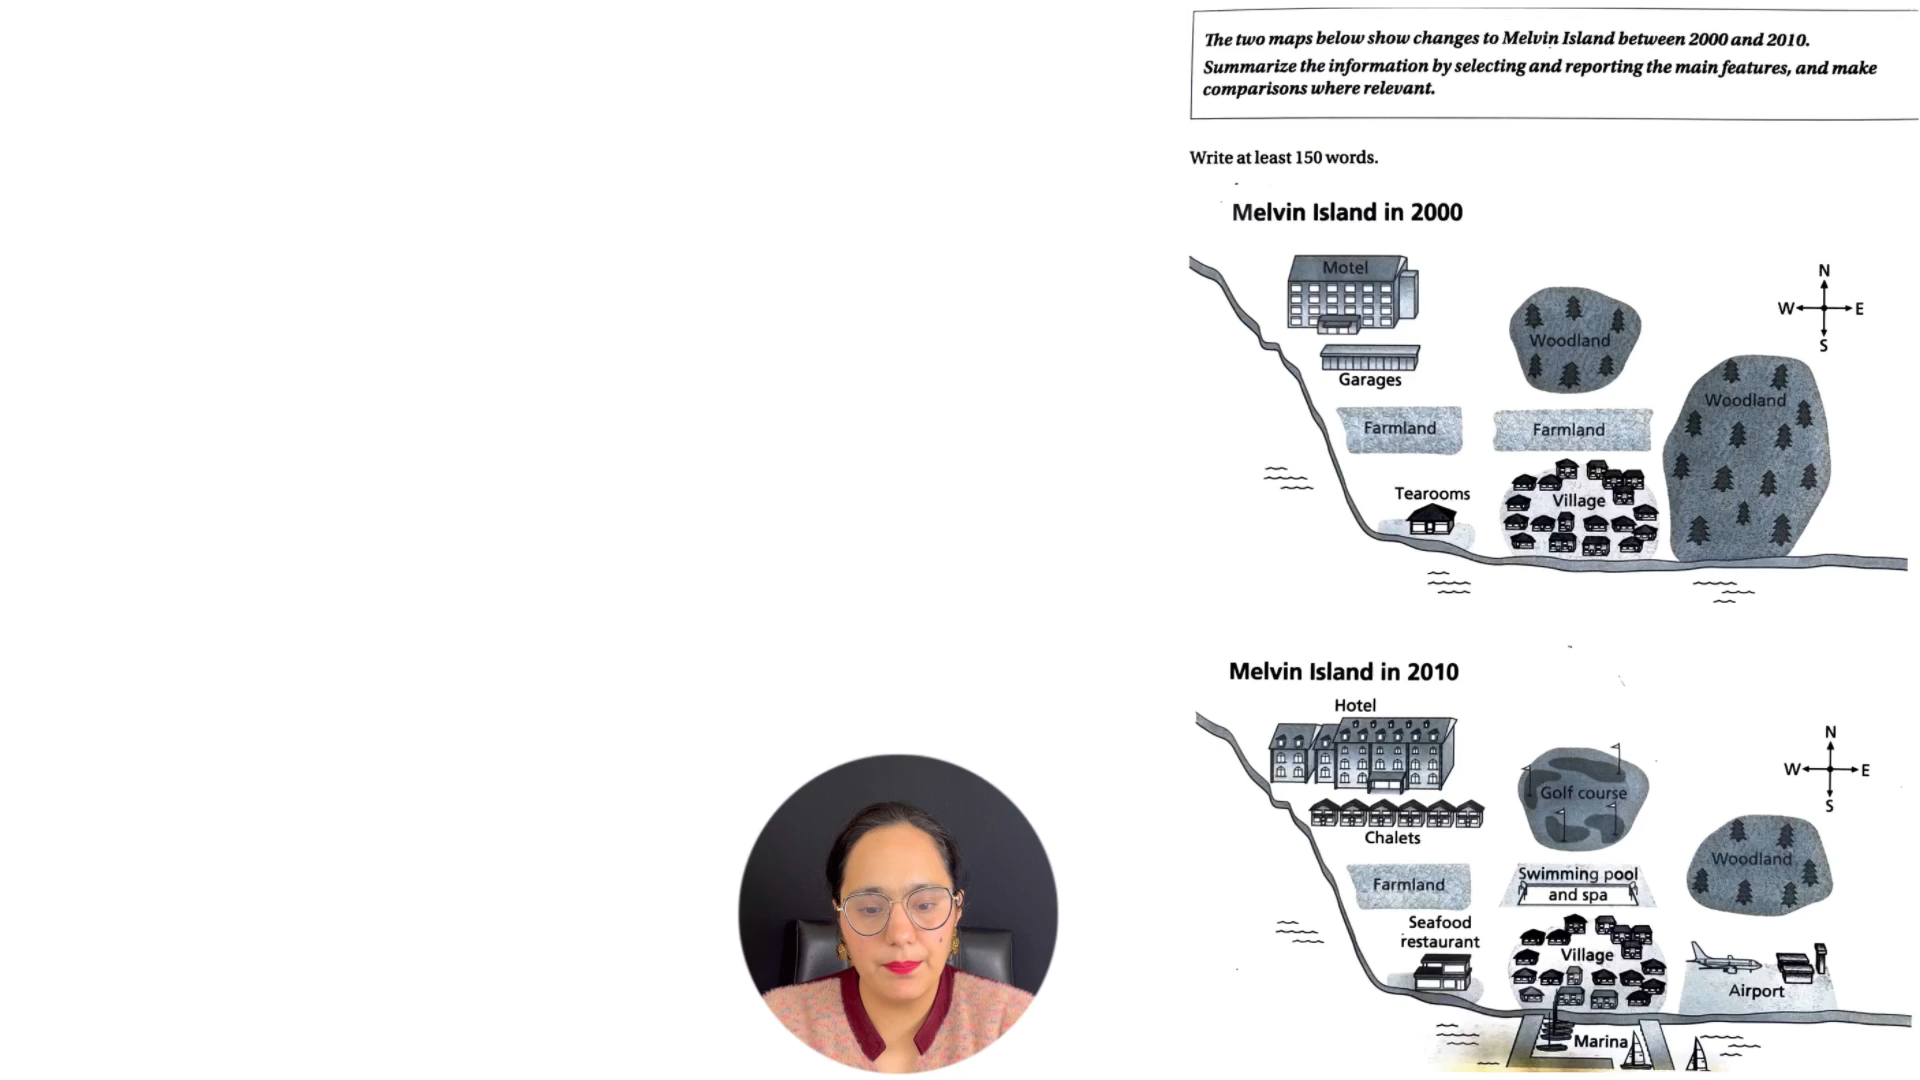 The two maps below show changes to Melvin Island between 2000 and 2010.
Summarize the information by selecting and reporting the main features, and make
comparisons where relevant.
Write at least 150 words.
Melvin Island in 2000
Motel
N
W
E
S
Woodland
Garages
Woodland
Farmland
Farmland
Tearooms
Village
Melvin Island in 2010
Hotel
N
W
E
S
Golf course
Chalets
Woodland
Swimming pool
and spa
Farmland
Seafood
restaurant
Village
Airport
Marina